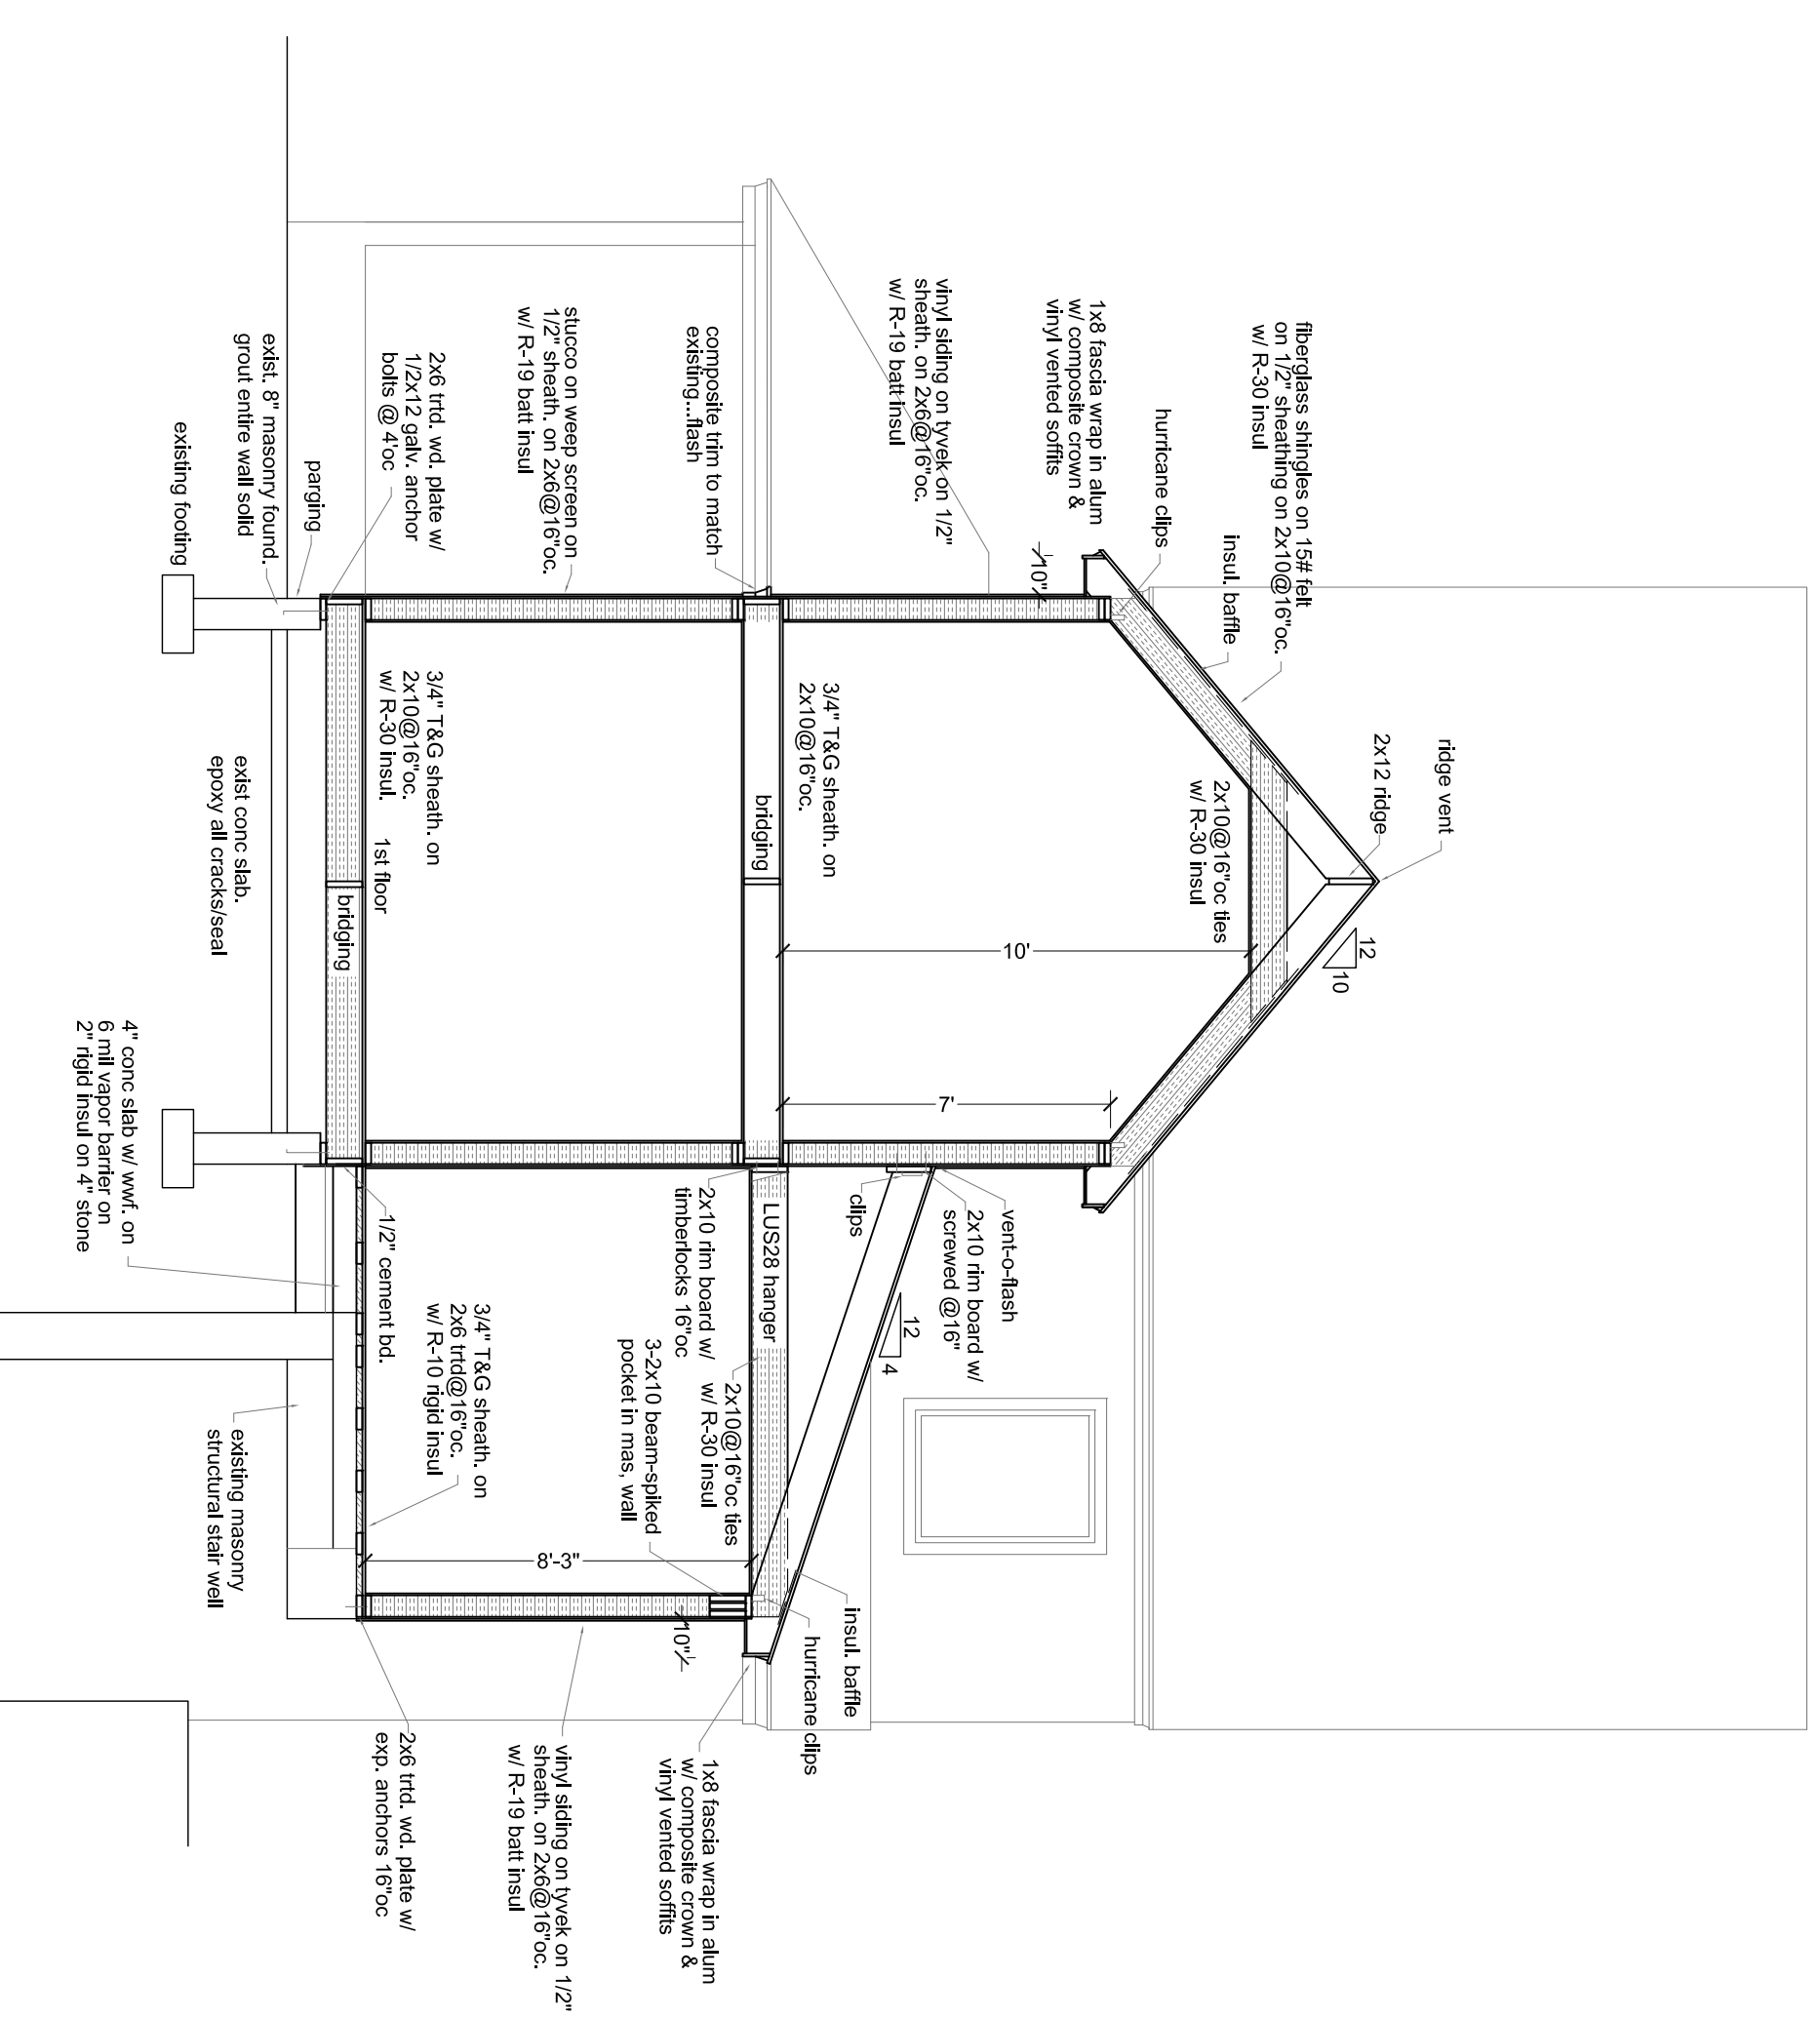 ridge vent
2x12 ridge
fiberglass shingles on 15# felt
on 1/2" sheathing on 2x10@16"oc.
w/ R-30 insul
insul. baffle
12
10
2x10@16"oc ties
w/ R-30 insul
hurricane clips
1x8 fascia wrap in alum
w/ composite crown &
vinyl vented soffits
10"
10'
7'
vinyl siding on tyvek on 1/2"
sheath. on 2x6@16"oc.
w/ R-19 batt insul
vent-o-flash
2x10 rim board w/
screwed @16"
clips
12
4
3/4" T&G sheath. on
2x10@16"oc.
bridging
LUS28 hanger
insul. baffle
hurricane clips
composite trim to match
existing...flash
2x10 rim board w/
timberlocks 16"oc
2x10@16"oc ties
w/ R-30 insul
3-2x10 beam-spiked
pocket in mas, wall
10"
1x8 fascia wrap in alum
w/ composite crown &
vinyl vented soffits
stucco on weep screen on
1/2" sheath. on 2x6@16"oc.
w/ R-19 batt insul
8'-3"
vinyl siding on tyvek on 1/2"
sheath. on 2x6@16"oc.
w/ R-19 batt insul
3/4" T&G sheath. on
2x6 trtd@16"oc.
w/ R-10 rigid insul
2x6 trtd. wd. plate w/
1/2x12 galv. anchor
bolts @ 4'oc
3/4" T&G sheath. on
2x10@16"oc.
w/ R-30 insul.
1st floor
bridging
1/2" cement bd.
2x6 trtd. wd. plate w/
exp. anchors 16"oc
parging
exist. 8" masonry found.
grout entire wall solid
existing footing
exist conc slab.
epoxy all cracks/seal
existing masonry
structural stair well
4" conc slab w/ wwf. on
6 mil vapor barrier on
2" rigid insul on 4" stone